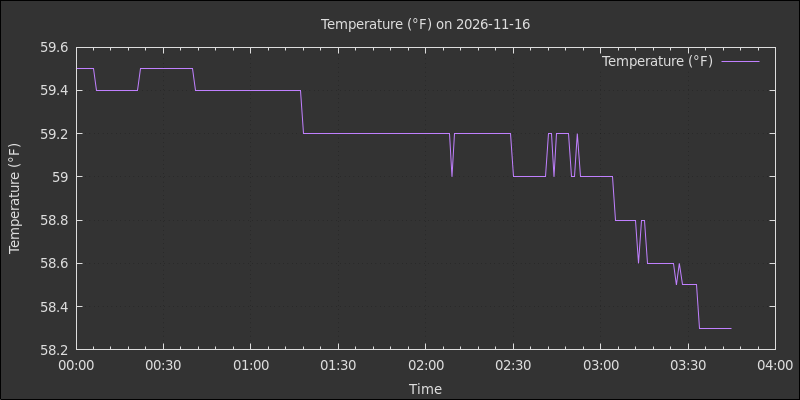 Temperature (°F) on 2026-11-16
Temperature (°F)
59.6
59.4
59.2
59
58.8
58.6
58.4
58.2
Temperature (°F)
00:00 00:30 01:00 01:30 02:00 02:30 03:00 03:30 04:00
Time